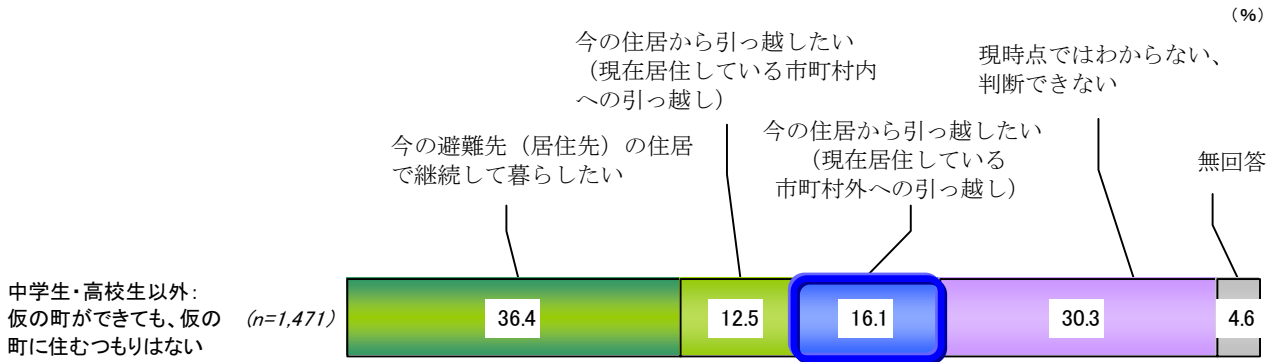 (%)
今の住居から引っ越したい
(現在居住している市町村内
への引っ越し)
現時点ではわからない、
判断できない
今の住居から引っ越したい
(現在居住している
市町村外への引っ越し)
今の避難先(居住先)の住居
で継続して暮らしたい
無回答
中学生・高校生以外:
仮の町ができても、仮の
町に住むつもりはない
(n=1,471)
36.4
12.5
16.1
30.3
4.6